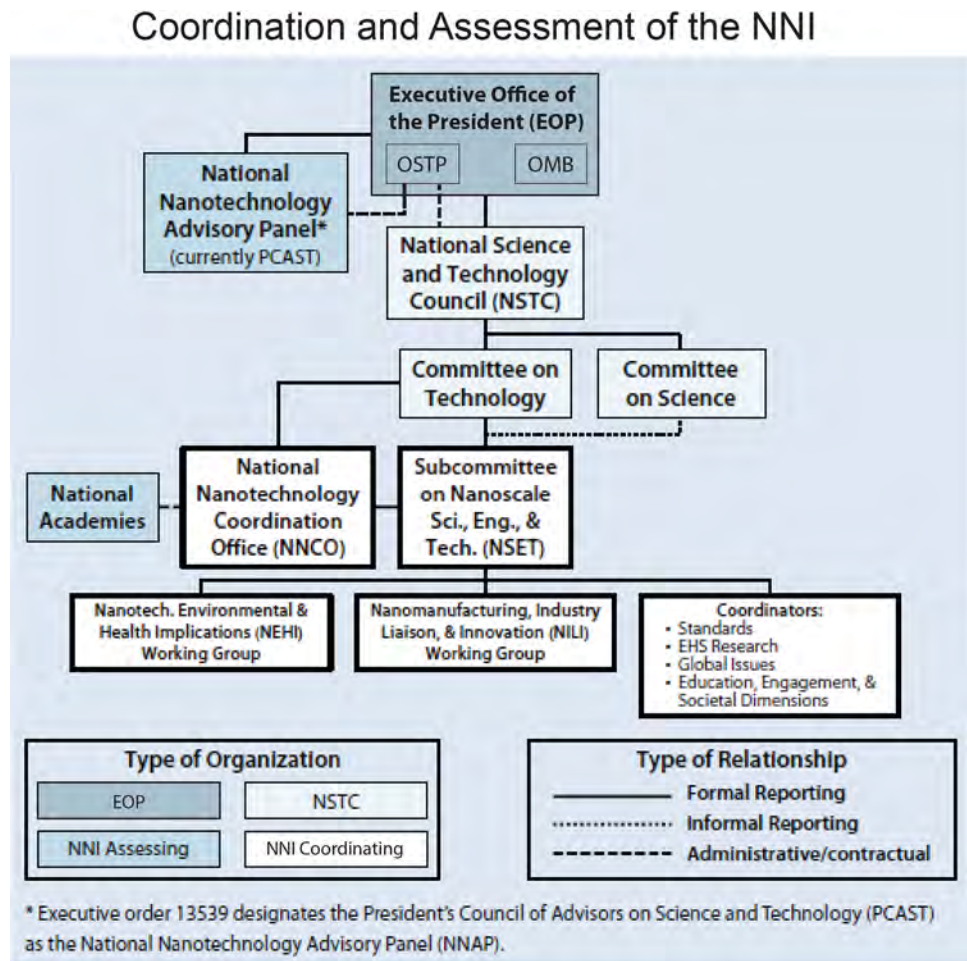 Coordination and Assessment of the NNI
Executive Office of
the President (EOP)
OSTP
OMB
National
Nanotechnology
Advisory Panel*
(currently PCAST)
National Science
and Technology
Council (NSTC)
Committee on
Technology
Committee
on Science
National
Academies
National
Nanotechnology
Coordination
Office (NNCO)
Subcommittee
on Nanoscale
Sci., Eng., &
Tech. (NSET)
Nanotech. Environmental &
Health Implications (NEHI)
Working Group
Nanomanufacturing, Industry
Liaison, & Innovation (NILI)
Working Group
Coordinators:
• Standards
• EHS Research
• Global Issues
• Education, Engagement, &
Societal Dimensions
Type of Organization
EOP
NSTC
NNI Assessing
NNI Coordinating
Type of Relationship
Formal Reporting
Informal Reporting
Administrative/contractual
* Executive order 13539 designates the President's Council of Advisors on Science and Technology (PCAST)
as the National Nanotechnology Advisory Panel (NNAP).